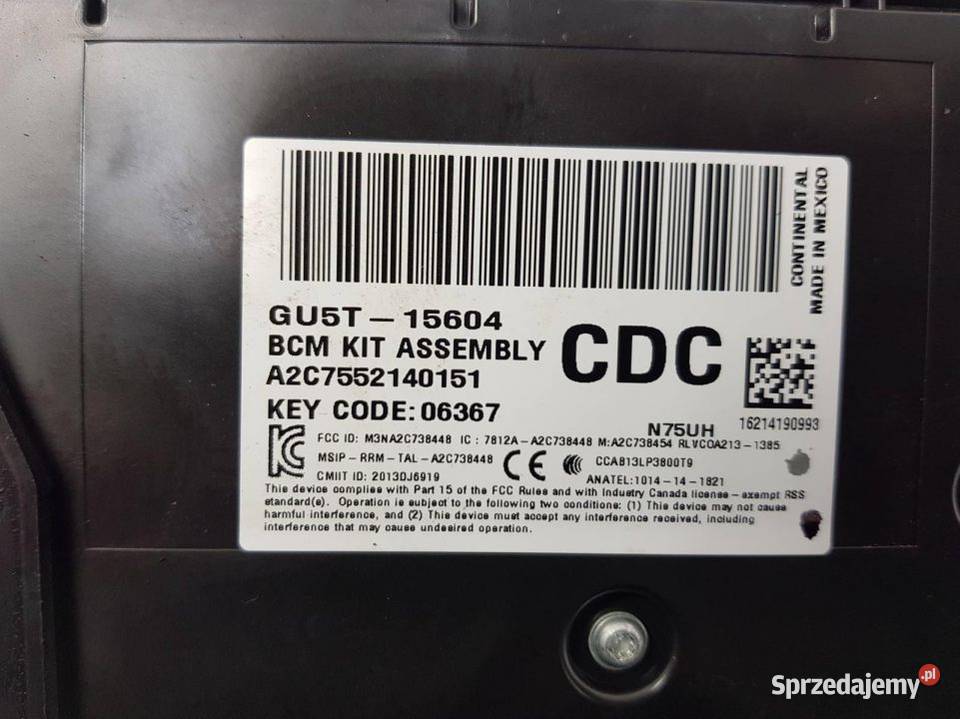 CONTINENTAL
MADE IN MEXICO
GU5T-15604
BCM KIT ASSEMBLY
CDC
A2C7552140151
KEY CODE: 06367
N75UH
16214190993
FCC ID: M3NA2C738448 IC: 7812A-A2C738448 M:A2C738454 RLVCOA213-1385
MSIP-RRM-TAL-A2C738448
CE
CCAB13LP3800T9
CMIIT ID: 2013DJ6919
ANATEL:1014-14-1821
This device complies with Part 15 of the FCC Rules and with Industry Canada license-exempt RSS
standard(s). Operation is subject to the following two conditions: (1) This device may not cause
harmful interference, and (2) This device must accept any interference received, including
interference that may cause undesired operation.
Sprzedajemy.pl